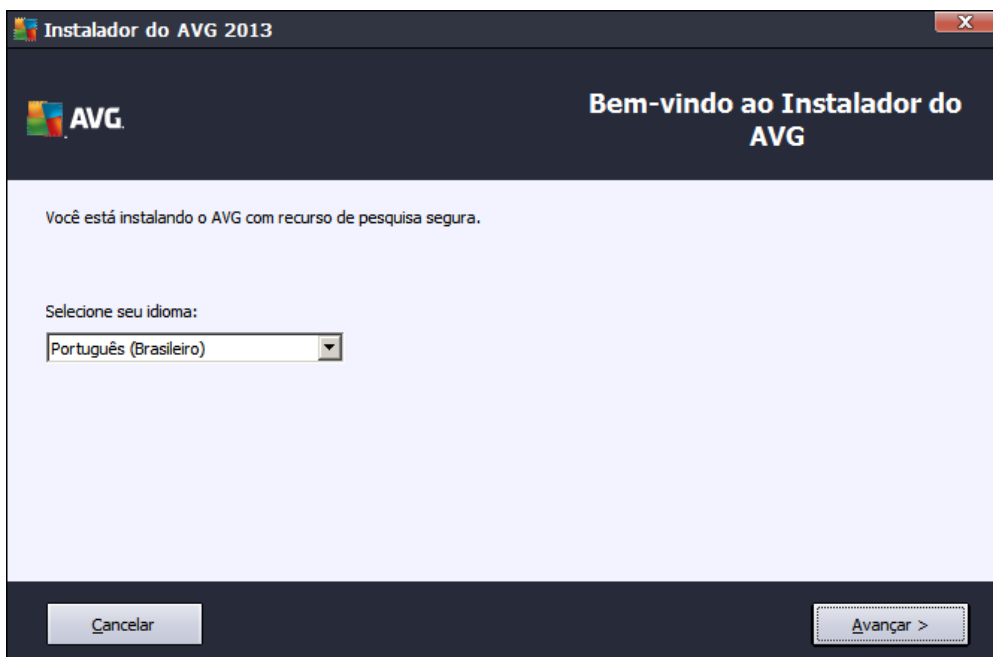 Instalador do AVG 2013
X
AVG.
Bem-vindo ao Instalador do
AVG
Você está instalando o AVG com recurso de pesquisa segura.
Selecione seu idioma:
Português (Brasileiro)
Cancelar
Avançar >